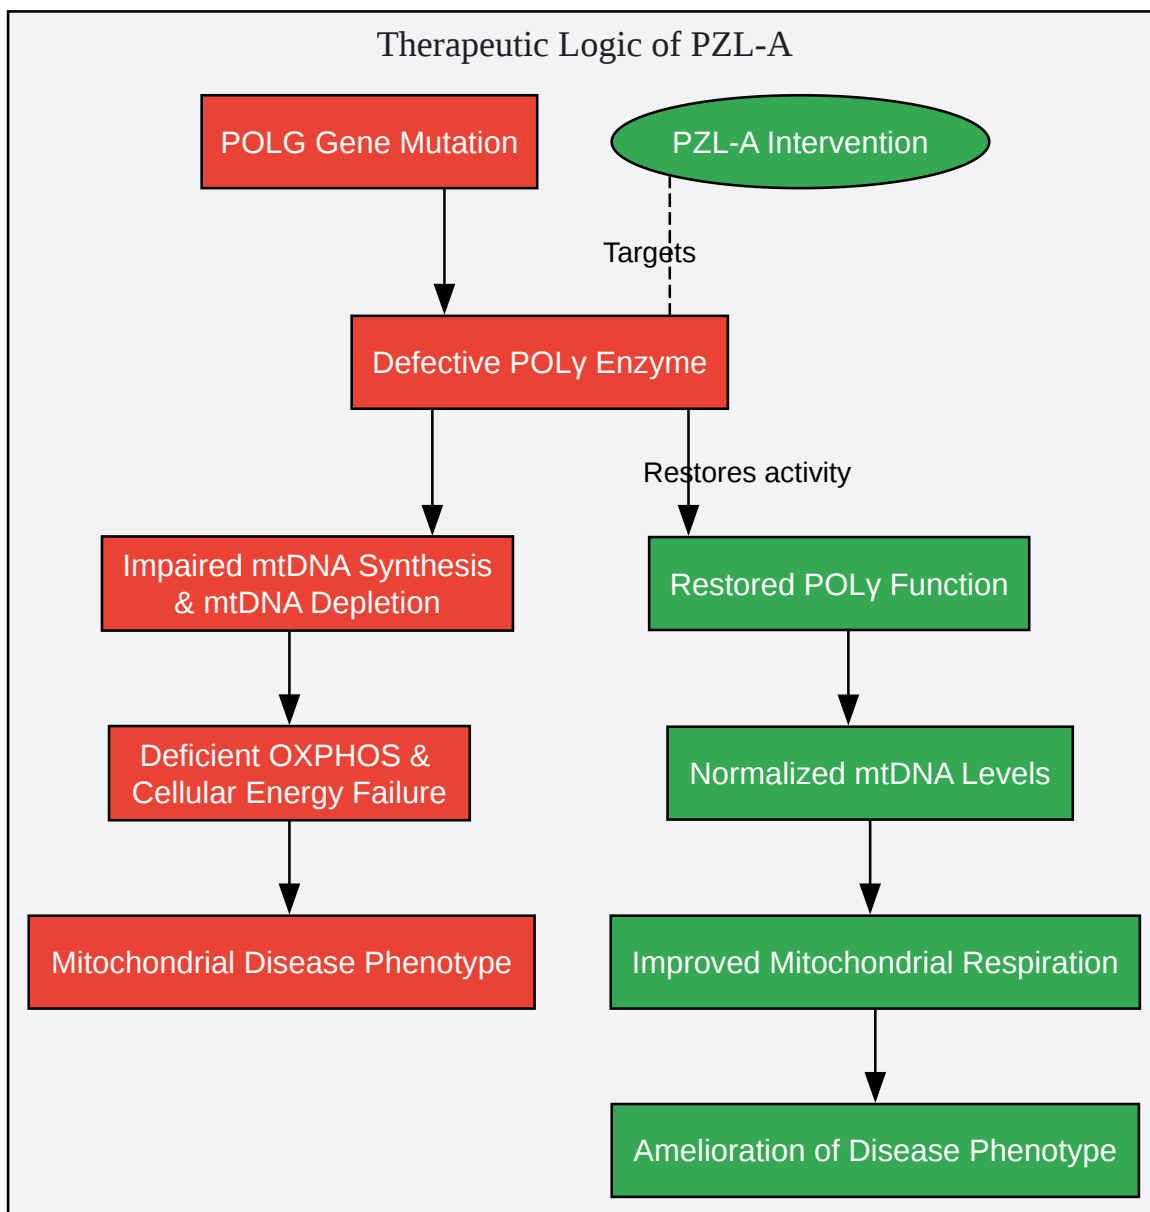 Therapeutic Logic of PZL-A
POLG Gene Mutation
PZL-A Intervention
Targets
Defective POLγ Enzyme
Restores activity
Impaired mtDNA Synthesis
& mtDNA Depletion
Restored POLγ Function
Deficient OXPHOS &
Cellular Energy Failure
Normalized mtDNA Levels
Mitochondrial Disease Phenotype
Improved Mitochondrial Respiration
Amelioration of Disease Phenotype